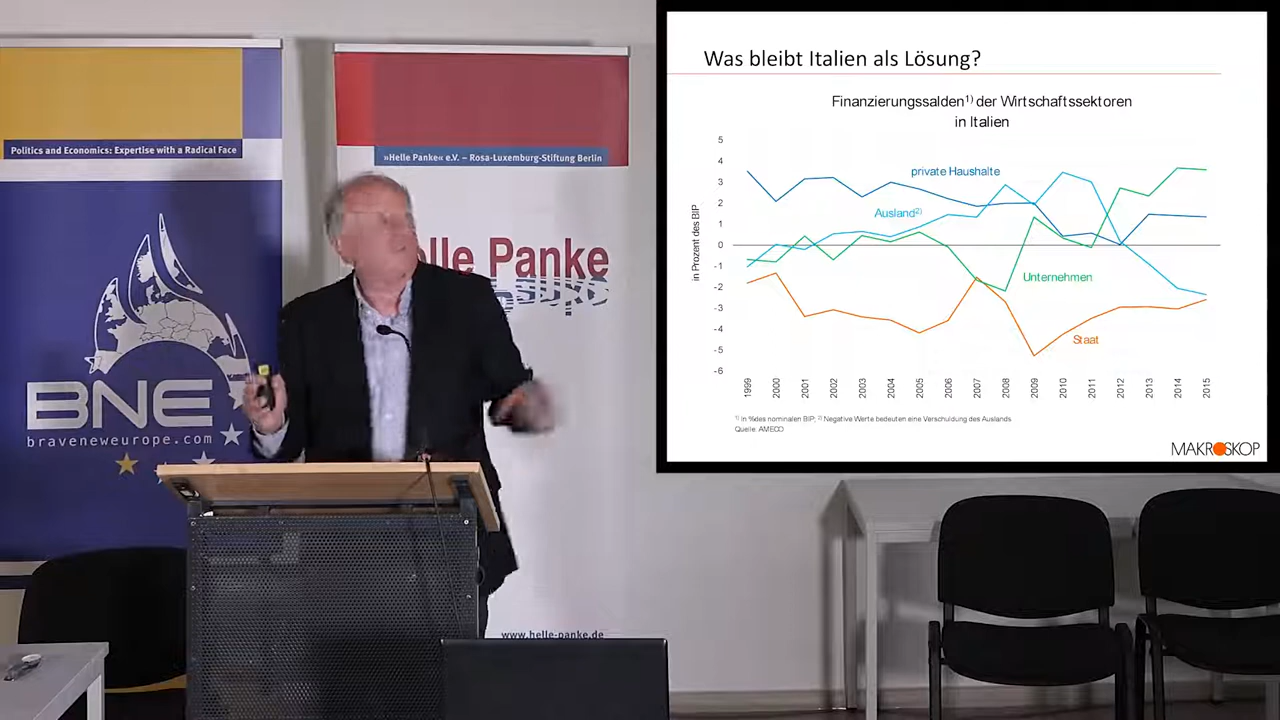 Politics and Economics: Expertise with a Radical Face
BNE
braveneweurope.com
»Helle Panke« e.V. – Rosa-Luxemburg-Stiftung Berlin
elle Panke
www.helle-panke.de
Was bleibt Italien als Lösung?
Finanzierungssalden1) der Wirtschaftssektoren
in Italien
in Prozent des BIP
5
4
3
2
1
0
-1
-2
-3
-4
-5
-6
private Haushalte
Ausland2)
Unternehmen
Staat
1999
2000
2001
2002
2003
2004
2005
2006
2007
2008
2009
2010
2011
2012
2013
2014
2015
1) In % des nominalen BIP; 2) Negative Werte bedeuten eine Verschuldung des Auslands
Quelle: AMECO
MAKROSKOP